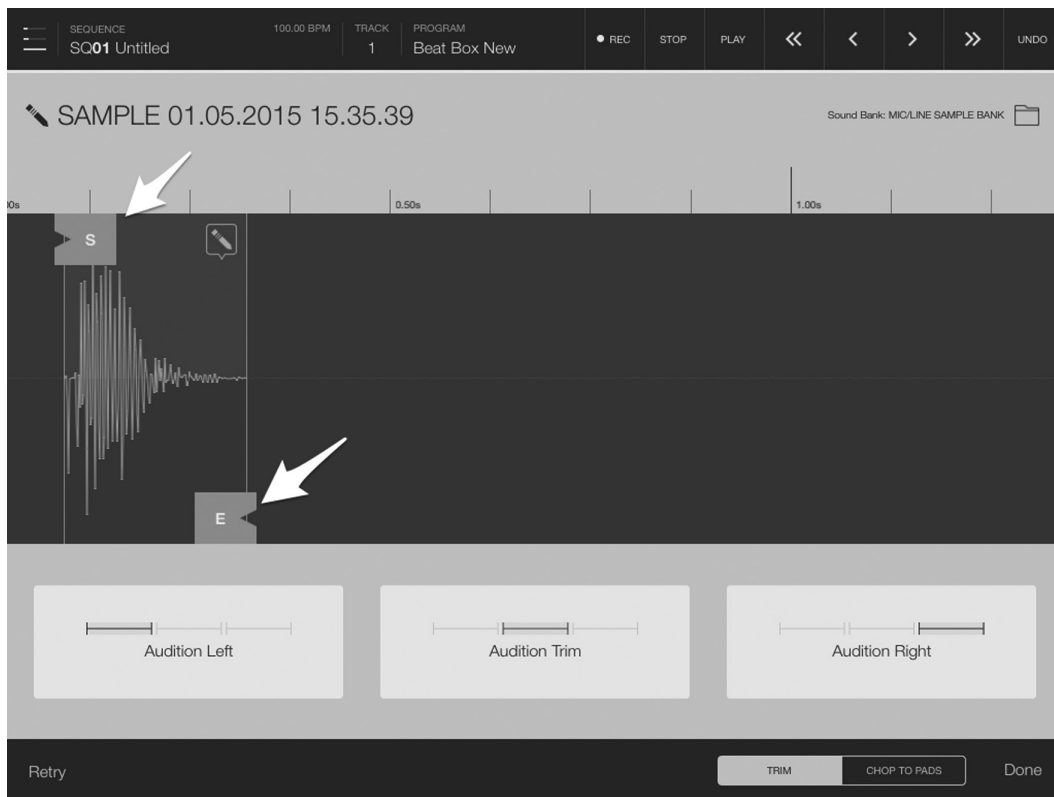 SEQUENCE
SQ01 Untitled
100.00 BPM
TRACK
1
PROGRAM
Beat Box New
REC
STOP
PLAY
UNDO
SAMPLE 01.05.2015 15.35.39
Sound Bank: MIC/LINE SAMPLE BANK
00s
0.50s
1.00s
S
E
Audition Left
Audition Trim
Audition Right
Retry
TRIM
CHOP TO PADS
Done